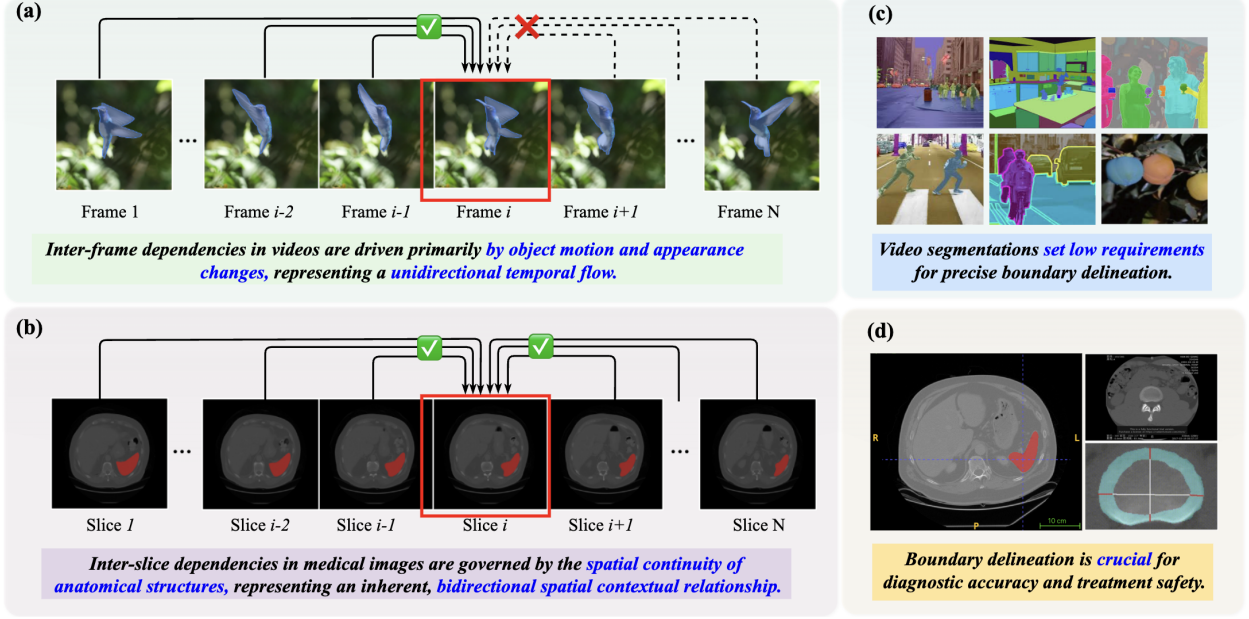 (a)
...
...
Frame 1
Frame i-2
Frame i-1
Frame i
Frame i+1
Frame N
Inter-frame dependencies in videos are driven primarily by object motion and appearance
changes, representing a unidirectional temporal flow.
(c)
Video segmentations set low requirements
for precise boundary delineation.
(b)
...
...
Slice 1
Slice i-2
Slice i-1
Slice i
Slice i+1
Slice N
Inter-slice dependencies in medical images are governed by the spatial continuity of
anatomical structures, representing an inherent, bidirectional spatial contextual relationship.
(d)
R
L
P
10 cm
Boundary delineation is crucial for
diagnostic accuracy and treatment safety.